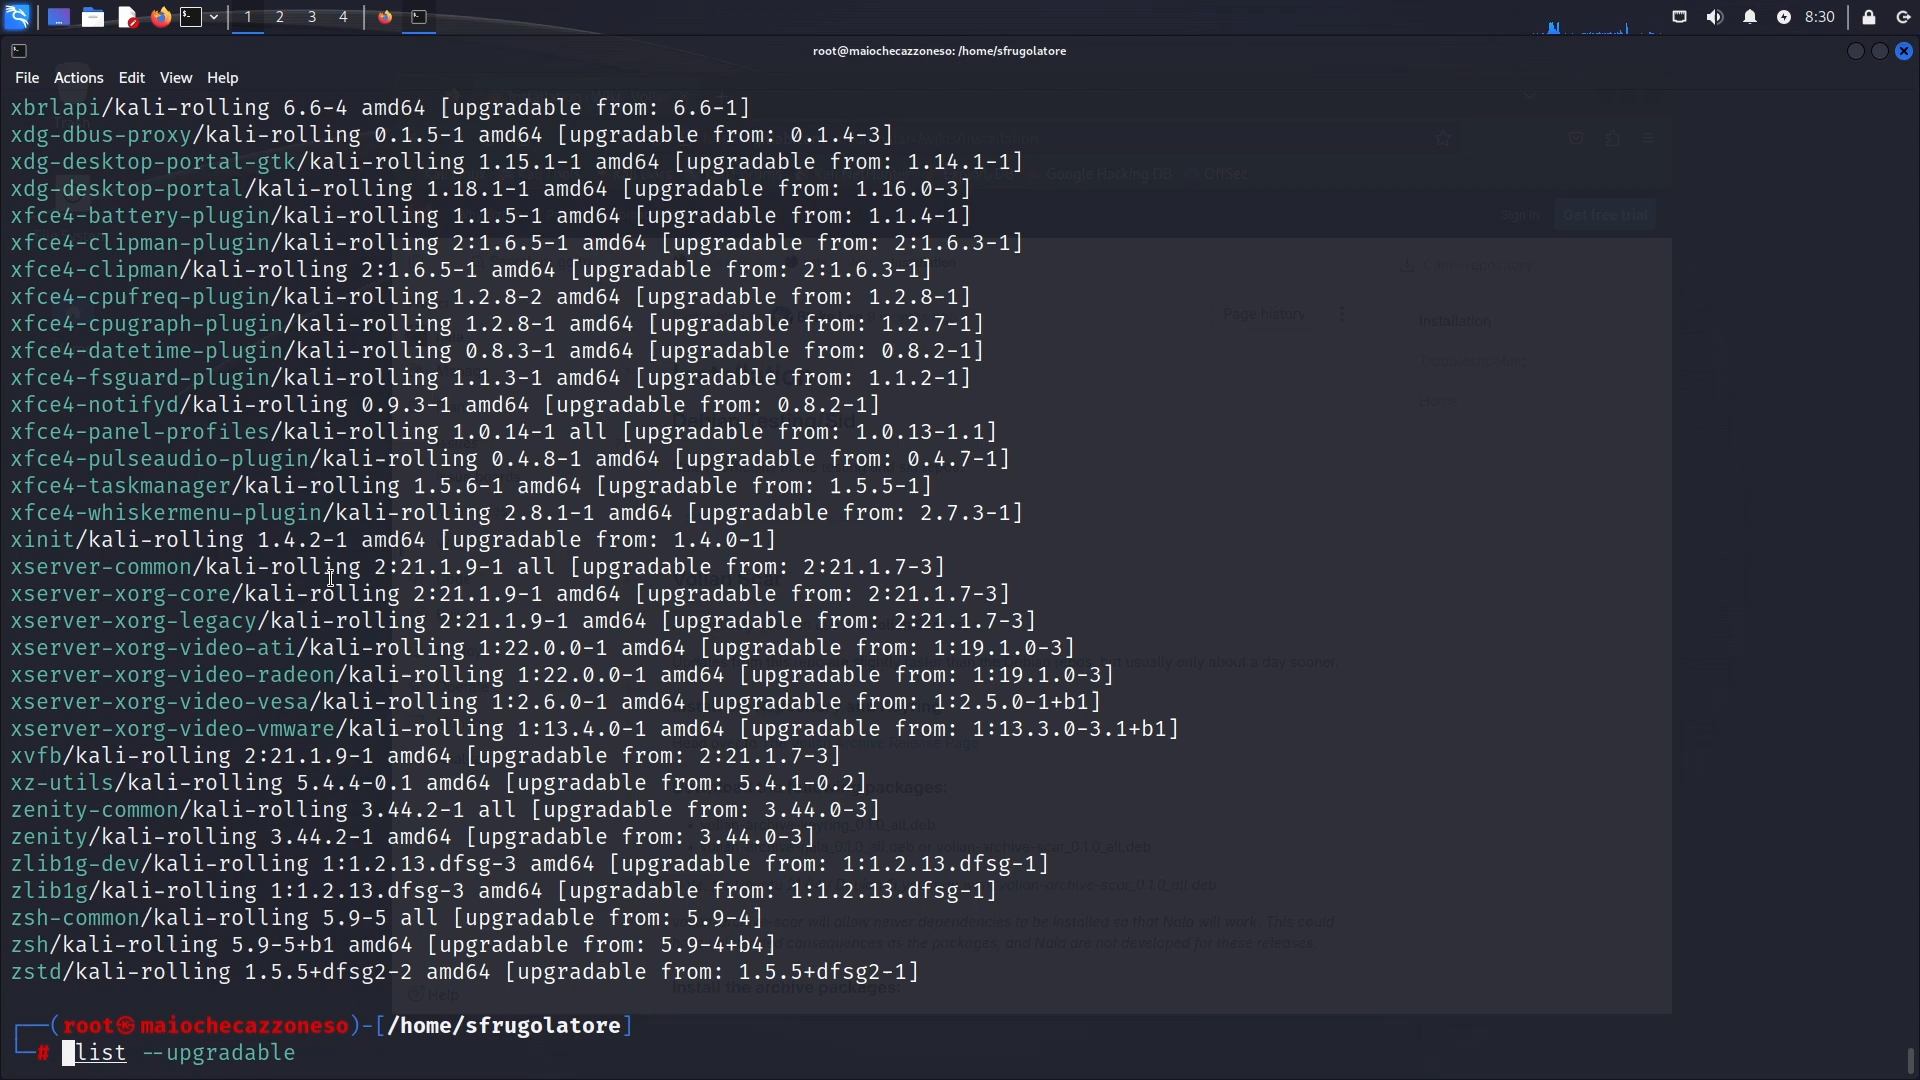 1 2 3 4
8:30
root@maiochecazzoneso: /home/sfrugolatore
File Actions Edit View Help
xbrlapi/kali-rolling 6.6-4 amd64 [upgradable from: 6.6-1]
xdg-dbus-proxy/kali-rolling 0.1.5-1 amd64 [upgradable from: 0.1.4-3]
xdg-desktop-portal-gtk/kali-rolling 1.15.1-1 amd64 [upgradable from: 1.14.1-1]
xdg-desktop-portal/kali-rolling 1.18.1-1 amd64 [upgradable from: 1.16.0-3]
xfce4-battery-plugin/kali-rolling 1.1.5-1 amd64 [upgradable from: 1.1.4-1]
xfce4-clipman-plugin/kali-rolling 2:1.6.5-1 amd64 [upgradable from: 2:1.6.3-1]
xfce4-clipman/kali-rolling 2:1.6.5-1 amd64 [upgradable from: 2:1.6.3-1]
xfce4-cpufreq-plugin/kali-rolling 1.2.8-2 amd64 [upgradable from: 1.2.8-1]
xfce4-cpugraph-plugin/kali-rolling 1.2.8-1 amd64 [upgradable from: 1.2.7-1]
xfce4-datetime-plugin/kali-rolling 0.8.3-1 amd64 [upgradable from: 0.8.2-1]
xfce4-fsguard-plugin/kali-rolling 1.1.3-1 amd64 [upgradable from: 1.1.2-1]
xfce4-notifyd/kali-rolling 0.9.3-1 amd64 [upgradable from: 0.8.2-1]
xfce4-panel-profiles/kali-rolling 1.0.14-1 all [upgradable from: 1.0.13-1.1]
xfce4-pulseaudio-plugin/kali-rolling 0.4.8-1 amd64 [upgradable from: 0.4.7-1]
xfce4-taskmanager/kali-rolling 1.5.6-1 amd64 [upgradable from: 1.5.5-1]
xfce4-whiskermenu-plugin/kali-rolling 2.8.1-1 amd64 [upgradable from: 2.7.3-1]
xinit/kali-rolling 1.4.2-1 amd64 [upgradable from: 1.4.0-1]
xserver-common/kali-rolling 2:21.1.9-1 all [upgradable from: 2:21.1.7-3]
xserver-xorg-core/kali-rolling 2:21.1.9-1 amd64 [upgradable from: 2:21.1.7-3]
xserver-xorg-legacy/kali-rolling 2:21.1.9-1 amd64 [upgradable from: 2:21.1.7-3]
xserver-xorg-video-ati/kali-rolling 1:22.0.0-1 amd64 [upgradable from: 1:19.1.0-3]
xserver-xorg-video-radeon/kali-rolling 1:22.0.0-1 amd64 [upgradable from: 1:19.1.0-3]
xserver-xorg-video-vesa/kali-rolling 1:2.6.0-1 amd64 [upgradable from: 1:2.5.0-1+b1]
xserver-xorg-video-vmware/kali-rolling 1:13.4.0-1 amd64 [upgradable from: 1:13.3.0-3.1+b1]
xvfb/kali-rolling 2:21.1.9-1 amd64 [upgradable from: 2:21.1.7-3]
xz-utils/kali-rolling 5.4.4-0.1 amd64 [upgradable from: 5.4.1-0.2]
zenity-common/kali-rolling 3.44.2-1 all [upgradable from: 3.44.0-3]
zenity/kali-rolling 3.44.2-1 amd64 [upgradable from: 3.44.0-3]
zlib1g-dev/kali-rolling 1:1.2.13.dfsg-3 amd64 [upgradable from: 1:1.2.13.dfsg-1]
zlib1g/kali-rolling 1:1.2.13.dfsg-3 amd64 [upgradable from: 1:1.2.13.dfsg-1]
zsh-common/kali-rolling 5.9-5 all [upgradable from: 5.9-4]
zsh/kali-rolling 5.9-5+b1 amd64 [upgradable from: 5.9-4+b4]
zstd/kali-rolling 1.5.5+dfsg2-2 amd64 [upgradable from: 1.5.5+dfsg2-1]
(root㉿maiochecazzoneso)-[/home/sfrugolatore]
# list --upgradable
Google Hacking DB OffSec
Sign in Get free trial
Page history
Installation